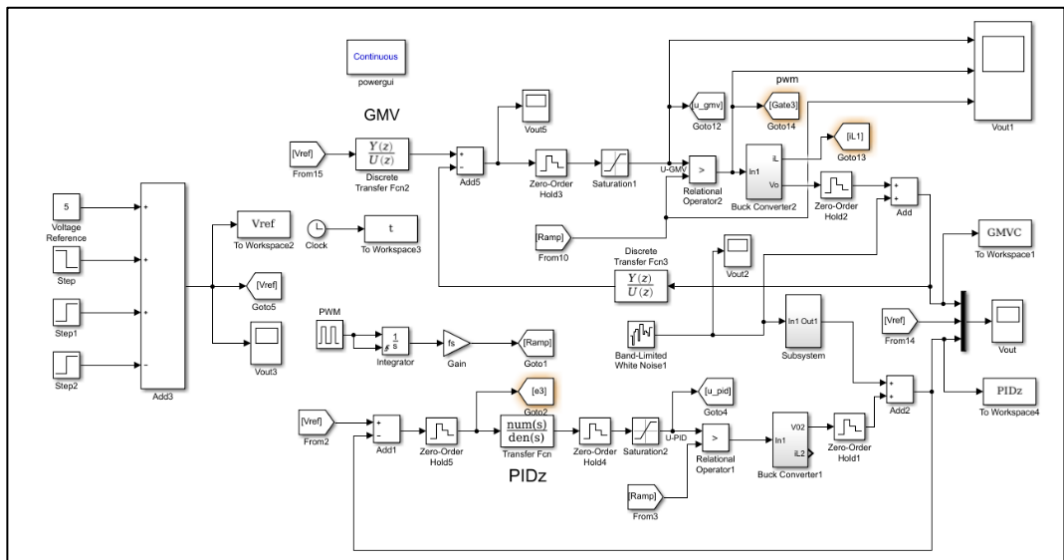 Continuous
powergui
GMV
[Vref]
From15
Y(z)
U(z)
Discrete
Transfer Fcn2
+
−
Add5
Vout5
Zero-Order
Hold3
Saturation1
U-GMV
[u_gmv]
Goto12
pwm
[Gate3]
Goto14
>
Relational
Operator2
In1
iL
Vo
Buck Converter2
[iL1]
Goto13
Zero-Order
Hold2
+
+
Add
Vout1
[Ramp]
From10
5
Voltage
Reference
Step
Step1
Step2
+
+
+
−
Add3
Vref
To Workspace2
[Vref]
Goto5
Vout3
Clock
t
To Workspace3
Discrete
Transfer Fcn3
Y(z)
U(z)
Vout2
GMVC
To Workspace1
PWM
1
s
Integrator
fs
Gain
[Ramp]
Goto1
Band-Limited
White Noise1
In1 Out1
Subsystem
[Vref]
From14
Vout
PIDz
To Workspace4
[Vref]
From2
+
−
Add1
Zero-Order
Hold5
[e3]
Goto2
num(s)
den(s)
Transfer Fcn
PIDz
Zero-Order
Hold4
Saturation2
U-PID
[u_pid]
Goto4
>
Relational
Operator1
In1
V02
iL2
Buck Converter1
Zero-Order
Hold1
+
+
Add2
[Ramp]
From3